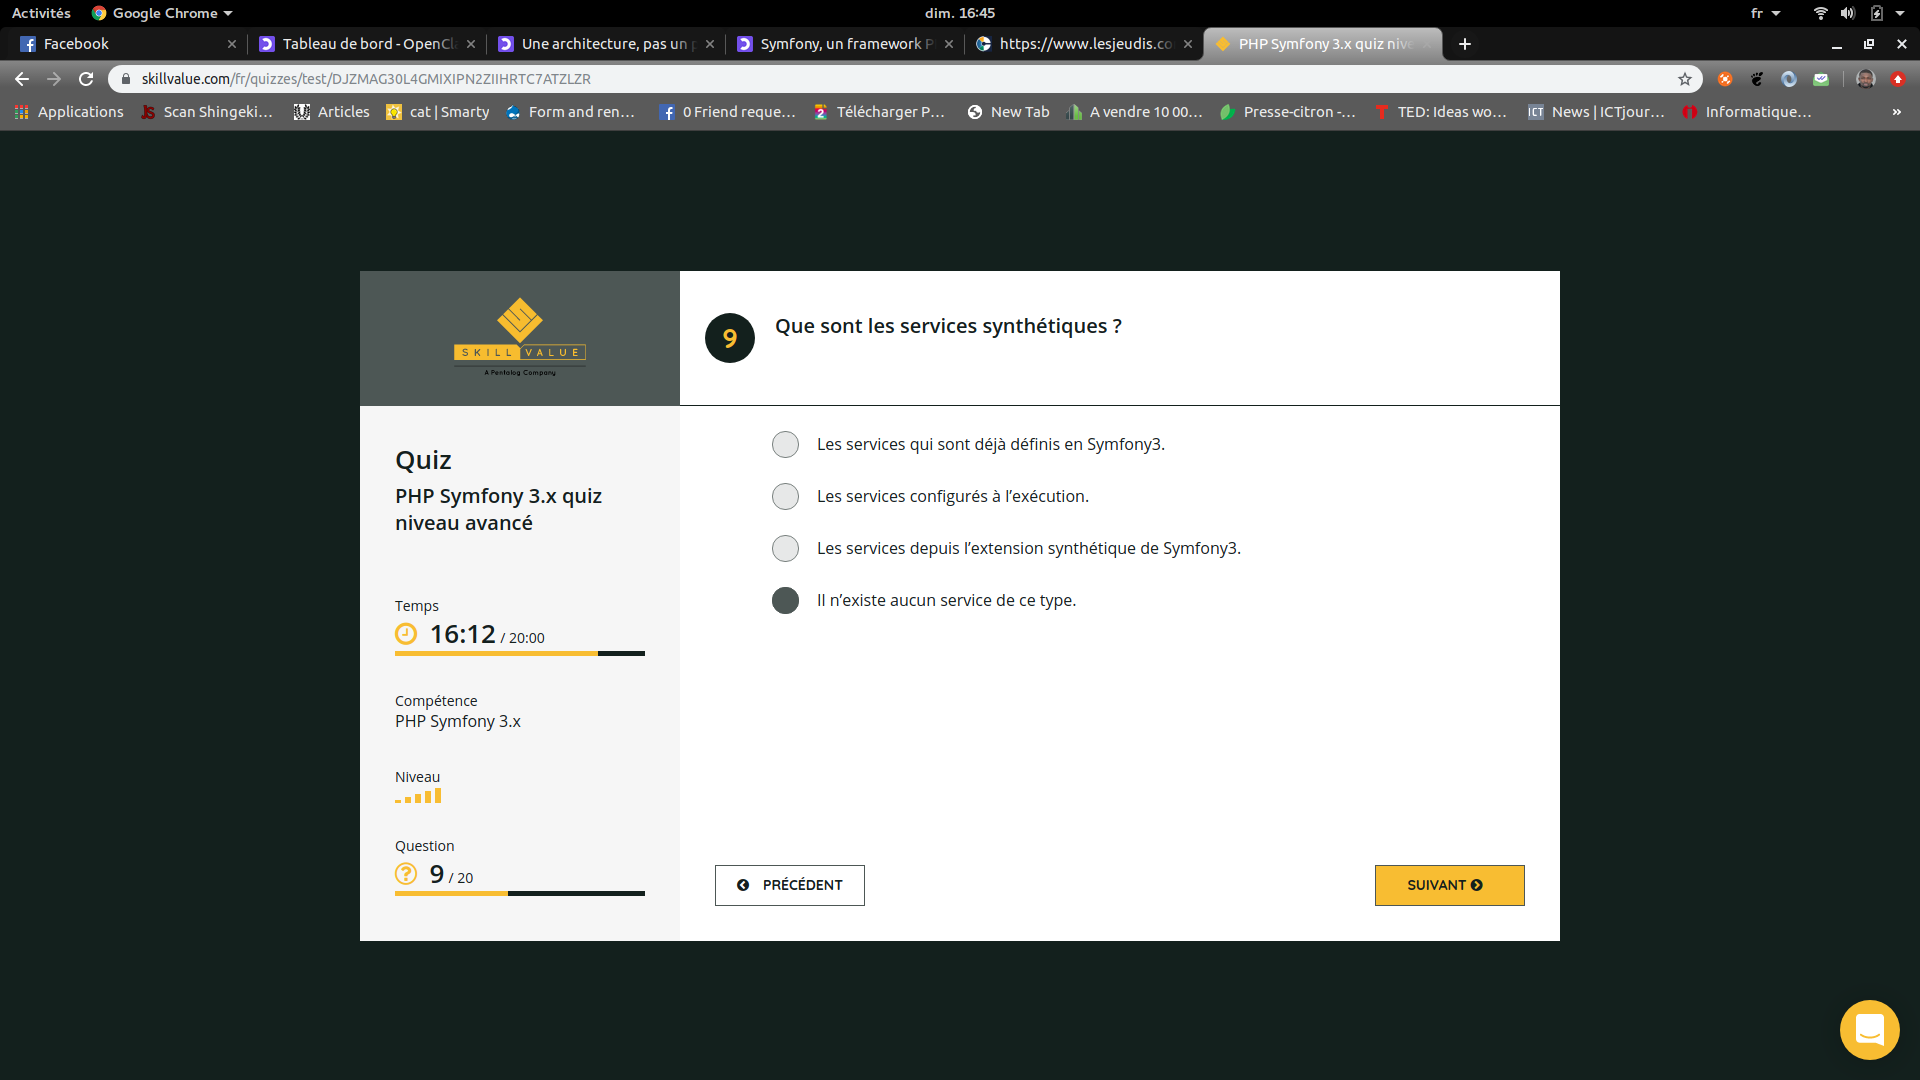 Activités
Google Chrome
dim. 16:45
fr
Facebook
Tableau de bord - OpenCl
Une architecture, pas un p
Symfony, un framework P
https://www.lesjeudis.co
PHP Symfony 3.x quiz nive
skillvalue.com/fr/quizzes/test/DJZMAG30L4GMIXIPN2ZIIHRTC7ATZLZR
Applications
Scan Shingeki...
Articles
cat | Smarty
Form and ren...
0 Friend reque...
Télécharger P...
New Tab
A vendre 10 00...
Presse-citron -...
TED: Ideas wo...
ICT
News | ICTjour...
Informatique...
»
SKILL VALUE
A Pentalog Company
Quiz
PHP Symfony 3.x quiz
niveau avancé
Temps
16:12 / 20:00
Compétence
PHP Symfony 3.x
Niveau
Question
9 / 20
9
Que sont les services synthétiques ?
Les services qui sont déjà définis en Symfony3.
Les services configurés à l’exécution.
Les services depuis l’extension synthétique de Symfony3.
Il n’existe aucun service de ce type.
PRÉCÉDENT
SUIVANT